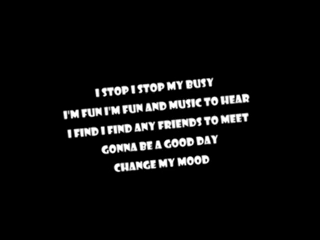 I STOP I STOP MY BUSY
I'M FUN I'M FUN AND MUSIC TO HEAR
I FIND I FIND ANY FRIENDS TO MEET
GONNA BE A GOOD DAY
CHANGE MY MOOD